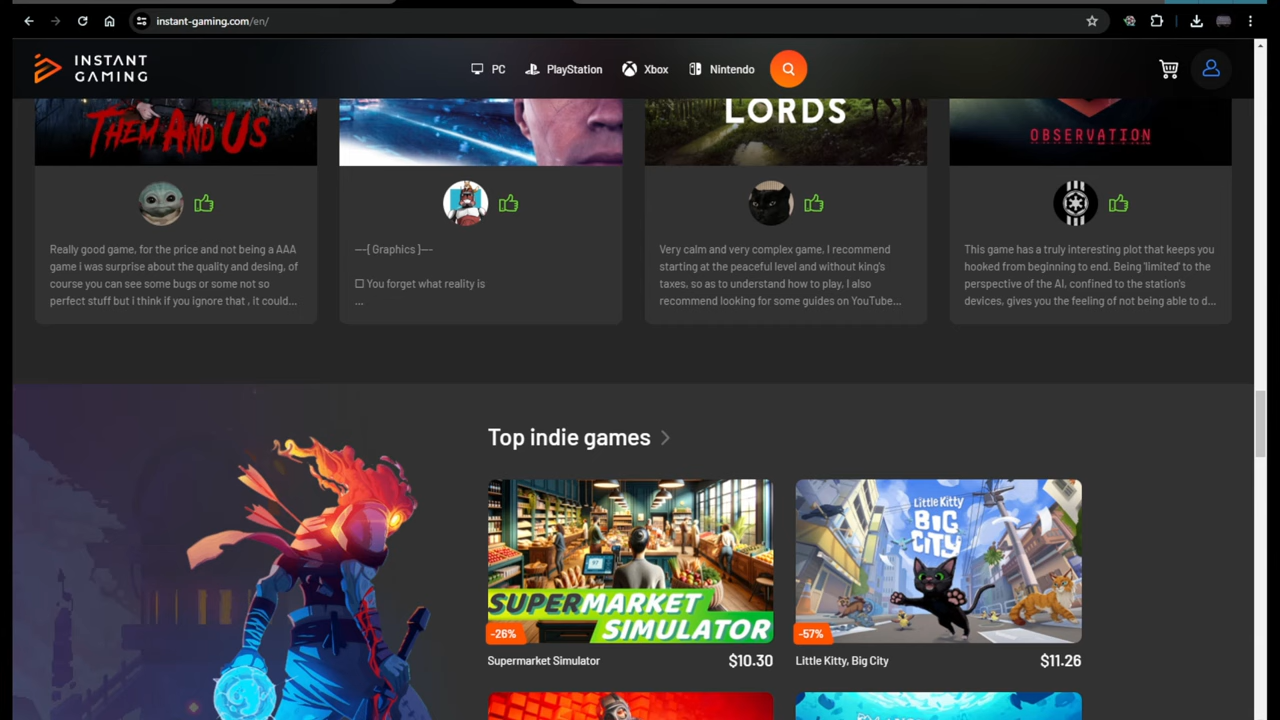 instant-gaming.com/en/
INSTANT
GAMING
PC
PlayStation
Xbox
Nintendo
THEM AND US
LORDS
OBSERVATION
Really good game, for the price and not being a AAA
game i was surprise about the quality and desing, of
course you can see some bugs or some not so
perfect stuff but i think if you ignore that , it could...
---{ Graphics }---
☐ You forget what reality is
...
Very calm and very complex game, I recommend
starting at the peaceful level and without king's
taxes, so as to understand how to play. I also
recommend looking for some guides on YouTube...
This game has a truly interesting plot that keeps you
hooked from beginning to end. Being 'limited' to the
perspective of the AI, confined to the station's
devices, gives you the feeling of not being able to d...
Top indie games
SUPERMARKET
SIMULATOR
-26%
Supermarket Simulator
$10.30
Little Kitty
BIG
CITY
-57%
Little Kitty, Big City
$11.26